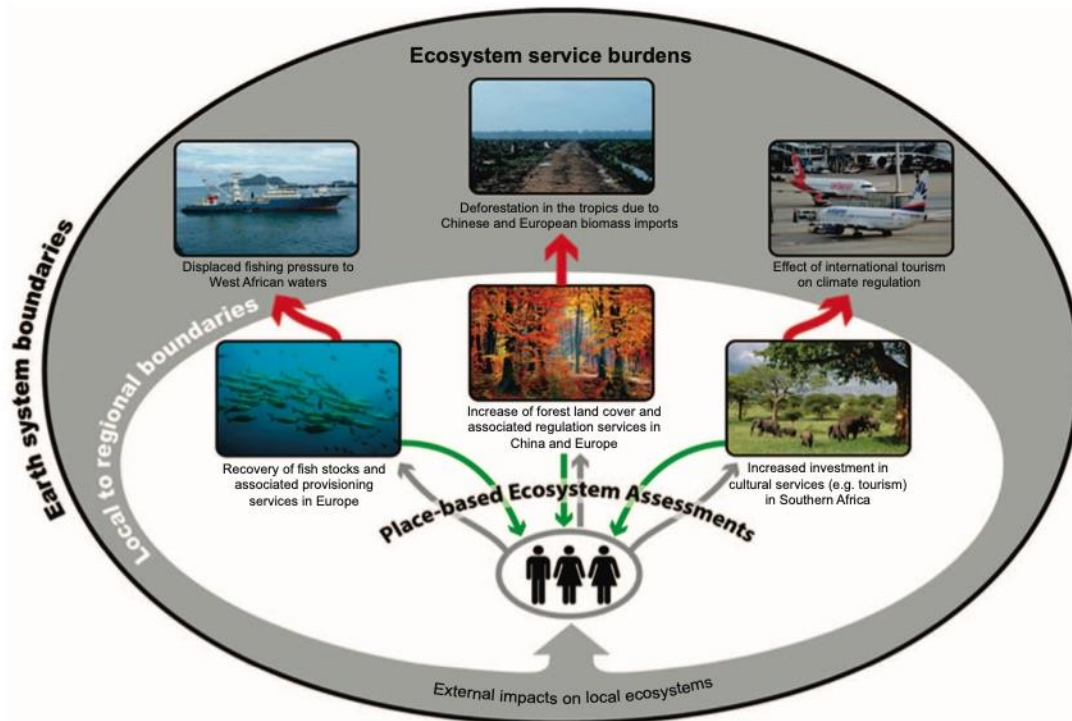 Ecosystem service burdens
Deforestation in the tropics due to
Chinese and European biomass imports
Displaced fishing pressure to
West African waters
Effect of international tourism
on climate regulation
Earth system boundaries
Local to regional boundaries
Increase of forest land cover and
associated regulation services in
China and Europe
Recovery of fish stocks and
associated provisioning
services in Europe
Increased investment in
cultural services (e.g. tourism)
in Southern Africa
Place-based Ecosystem Assessments
External impacts on local ecosystems